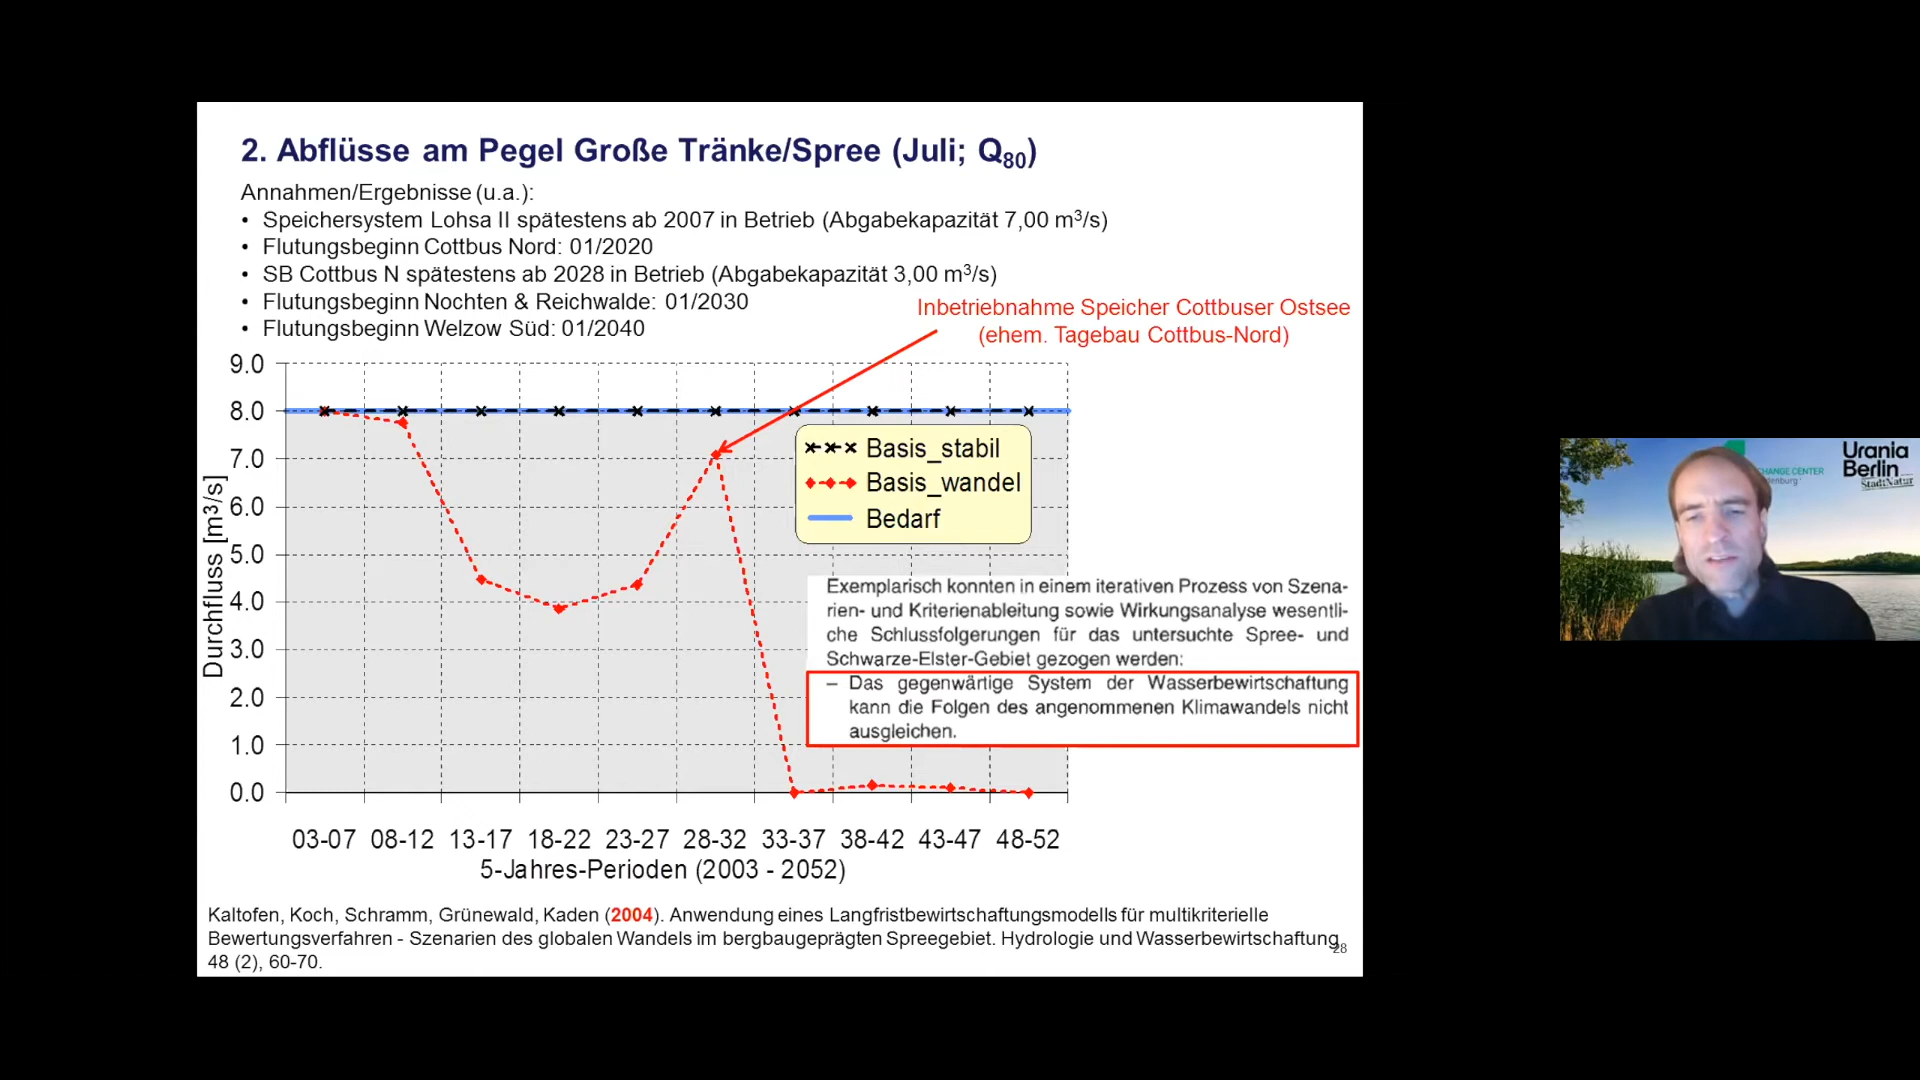 2. Abflüsse am Pegel Große Tränke/Spree (Juli; Q80)
Annahmen/Ergebnisse (u.a.):
• Speichersystem Lohsa II spätestens ab 2007 in Betrieb (Abgabekapazität 7,00 m³/s)
• Flutungsbeginn Cottbus Nord: 01/2020
• SB Cottbus N spätestens ab 2028 in Betrieb (Abgabekapazität 3,00 m³/s)
• Flutungsbeginn Nochten & Reichwalde: 01/2030
• Flutungsbeginn Welzow Süd: 01/2040
Inbetriebnahme Speicher Cottbuser Ostsee
(ehem. Tagebau Cottbus-Nord)
9.0
8.0
7.0
6.0
5.0
4.0
3.0
2.0
1.0
0.0
Durchfluss [m³/s]
Basis_stabil
Basis_wandel
Bedarf
Exemplarisch konnten in einem iterativen Prozess von Szena-
rien- und Kriterienableitung sowie Wirkungsanalyse wesentli-
che Schlussfolgerungen für das untersuchte Spree- und
Schwarze-Elster-Gebiet gezogen werden:
– Das gegenwärtige System der Wasserbewirtschaftung
kann die Folgen des angenommenen Klimawandels nicht
ausgleichen.
03-07 08-12 13-17 18-22 23-27 28-32 33-37 38-42 43-47 48-52
5-Jahres-Perioden (2003 - 2052)
Kaltofen, Koch, Schramm, Grünewald, Kaden (2004). Anwendung eines Langfristbewirtschaftungsmodells für multikriterielle
Bewertungsverfahren - Szenarien des globalen Wandels im bergbaugeprägten Spreegebiet. Hydrologie und Wasserbewirtschaftung
48 (2), 60-70.
28
CHANGE CENTER
Urania
Berlin
StadtNatur